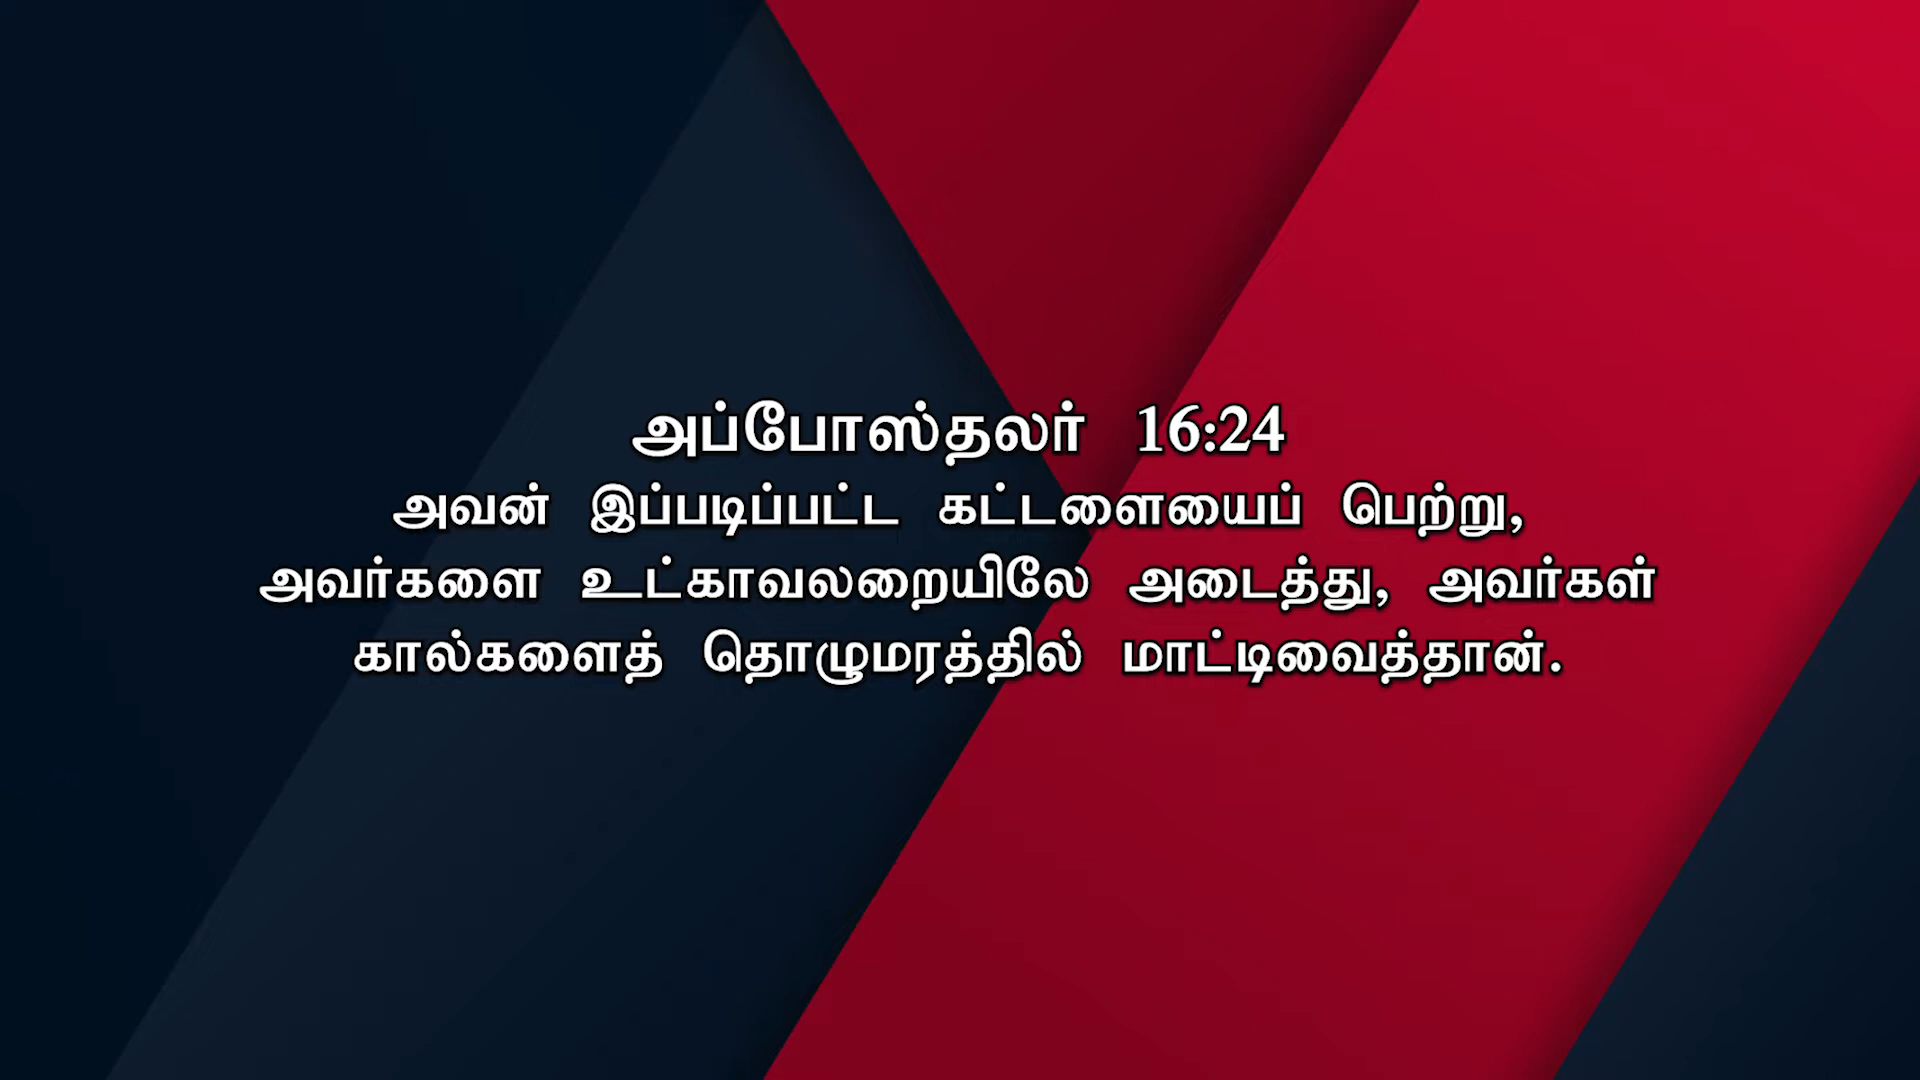 அப்போஸ்தலர் 16:24
அவன் இப்படிப்பட்ட கட்டளையைப் பெற்று,
அவர்களை உட்காவலறையிலே அடைத்து, அவர்கள்
கால்களைத் தொழுமரத்தில் மாட்டிவைத்தான்.